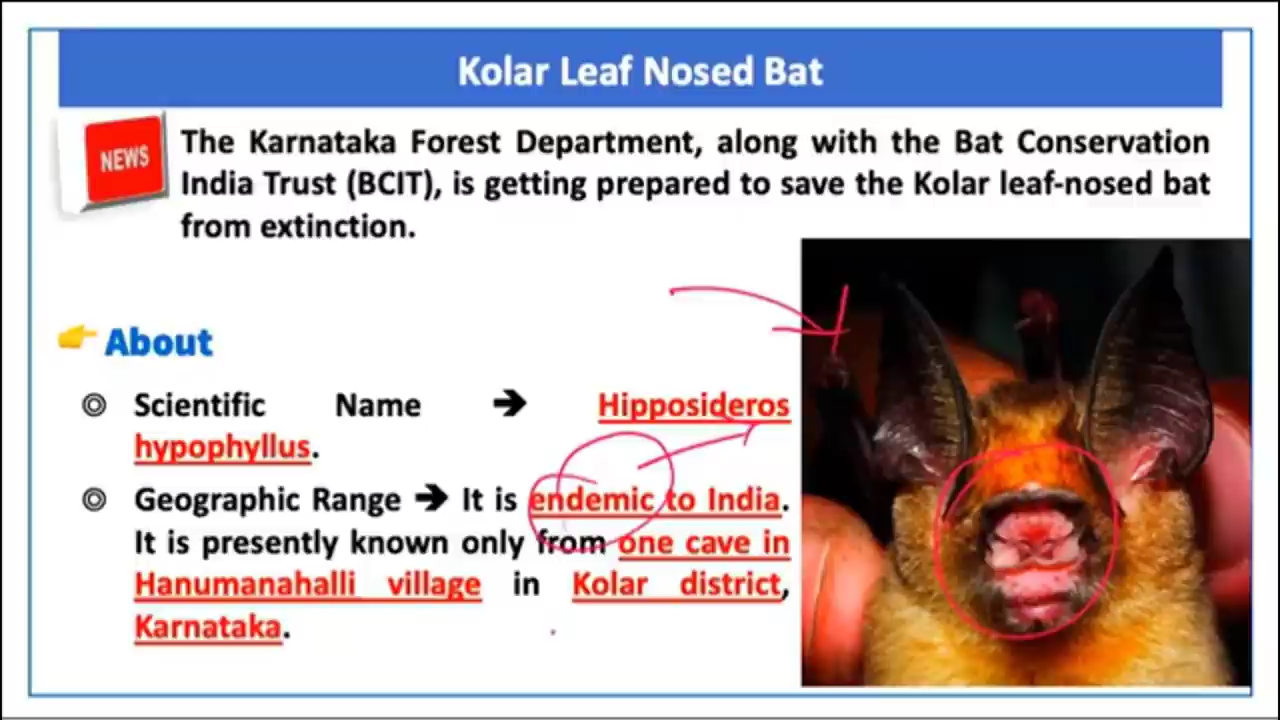 Kolar Leaf Nosed Bat
NEWS
The Karnataka Forest Department, along with the Bat Conservation
India Trust (BCIT), is getting prepared to save the Kolar leaf-nosed bat
from extinction.
About
◎ Scientific Name ➔ Hipposideros
hypophyllus.
◎ Geographic Range ➔ It is endemic to India.
It is presently known only from one cave in
Hanumanahalli village in Kolar district,
Karnataka.